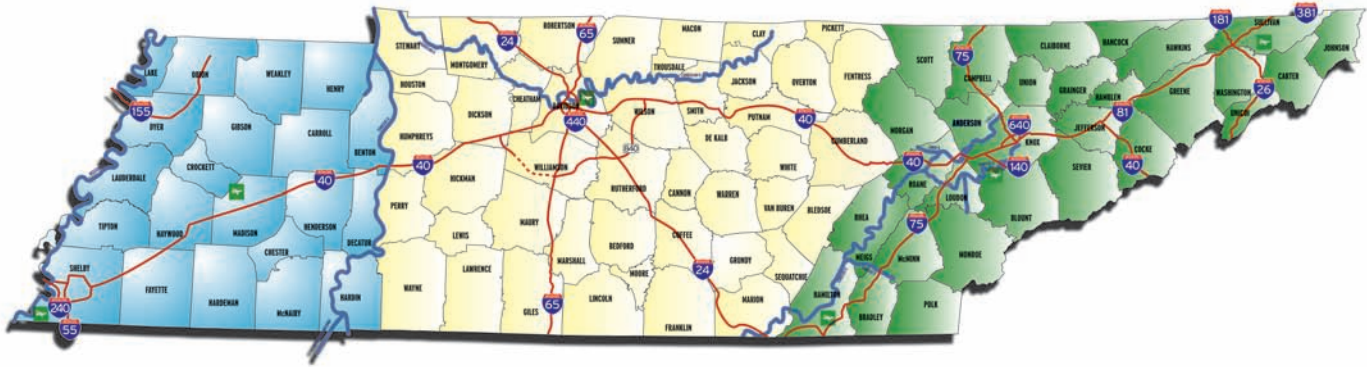 LAKE
OBION
WEAKLEY
HENRY
155
DYER
GIBSON
CARROLL
BENTON
CROCKETT
LAUDERDALE
40
TIPTON
HAYWOOD
MADISON
HENDERSON
DECATUR
CHESTER
SHELBY
FAYETTE
HARDEMAN
McNAIRY
HARDIN
240
55
STEWART
MONTGOMERY
ROBERTSON
24
65
SUMNER
MACON
CLAY
PICKETT
TROUSDALE
HOUSTON
CHEATHAM
DICKSON
DAVIDSON
440
WILSON
SMITH
JACKSON
OVERTON
FENTRESS
PUTNAM
40
HUMPHREYS
40
840
DE KALB
CUMBERLAND
WILLIAMSON
HICKMAN
RUTHERFORD
CANNON
WARREN
WHITE
VAN BUREN
BLEDSOE
PERRY
LEWIS
MAURY
BEDFORD
COFFEE
MARSHALL
MOORE
GRUNDY
SEQUATCHIE
WAYNE
LAWRENCE
GILES
65
LINCOLN
24
FRANKLIN
MARION
SCOTT
75
CAMPBELL
CLAIBORNE
HANCOCK
HAWKINS
181
SULLIVAN
381
JOHNSON
UNION
GRAINGER
HAMBLEN
GREENE
WASHINGTON
CARTER
26
UNICOI
MORGAN
ANDERSON
640
KNOX
JEFFERSON
81
COCKE
40
140
SEVIER
40
ROANE
LOUDON
BLOUNT
RHEA
75
MEIGS
McMINN
MONROE
HAMILTON
BRADLEY
POLK